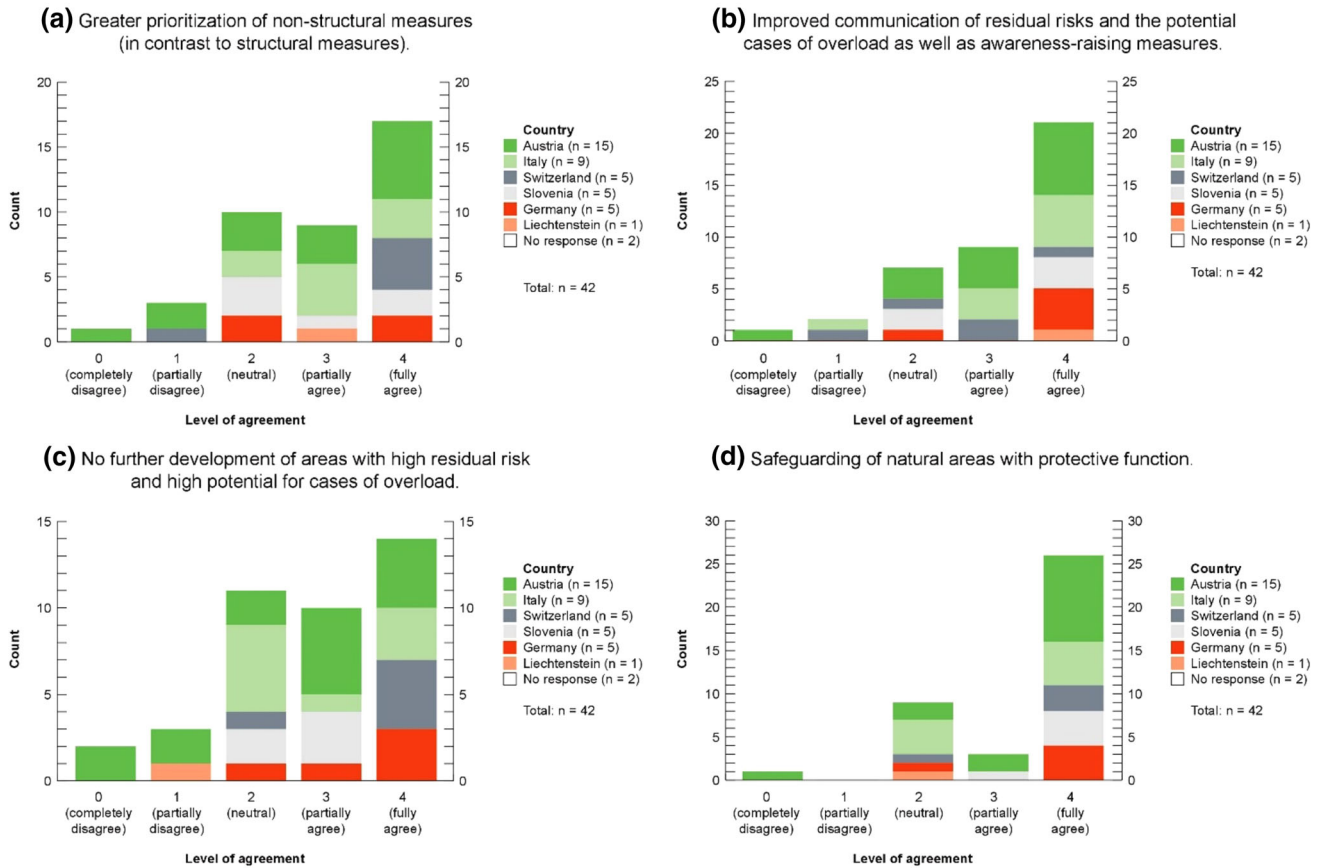 (a) Greater prioritization of non-structural measures
(in contrast to structural measures).
20
15
10
5
0
Count
20
15
10
5
0
0
(completely
disagree)
1
(partially
disagree)
2
(neutral)
3
(partially
agree)
4
(fully
agree)
Level of agreement
Country
Austria (n = 15)
Italy (n = 9)
Switzerland (n = 5)
Slovenia (n = 5)
Germany (n = 5)
Liechtenstein (n = 1)
No response (n = 2)
Total: n = 42
(b) Improved communication of residual risks and the potential
cases of overload as well as awareness-raising measures.
25
20
15
10
5
0
Count
25
20
15
10
5
0
0
(completely
disagree)
1
(partially
disagree)
2
(neutral)
3
(partially
agree)
4
(fully
agree)
Level of agreement
Country
Austria (n = 15)
Italy (n = 9)
Switzerland (n = 5)
Slovenia (n = 5)
Germany (n = 5)
Liechtenstein (n = 1)
No response (n = 2)
Total: n = 42
(c) No further development of areas with high residual risk
and high potential for cases of overload.
15
10
5
0
Count
15
10
5
0
0
(completely
disagree)
1
(partially
disagree)
2
(neutral)
3
(partially
agree)
4
(fully
agree)
Level of agreement
Country
Austria (n = 15)
Italy (n = 9)
Switzerland (n = 5)
Slovenia (n = 5)
Germany (n = 5)
Liechtenstein (n = 1)
No response (n = 2)
Total: n = 42
(d) Safeguarding of natural areas with protective function.
30
25
20
15
10
5
0
Count
30
25
20
15
10
5
0
0
(completely
disagree)
1
(partially
disagree)
2
(neutral)
3
(partially
agree)
4
(fully
agree)
Level of agreement
Country
Austria (n = 15)
Italy (n = 9)
Switzerland (n = 5)
Slovenia (n = 5)
Germany (n = 5)
Liechtenstein (n = 1)
No response (n = 2)
Total: n = 42